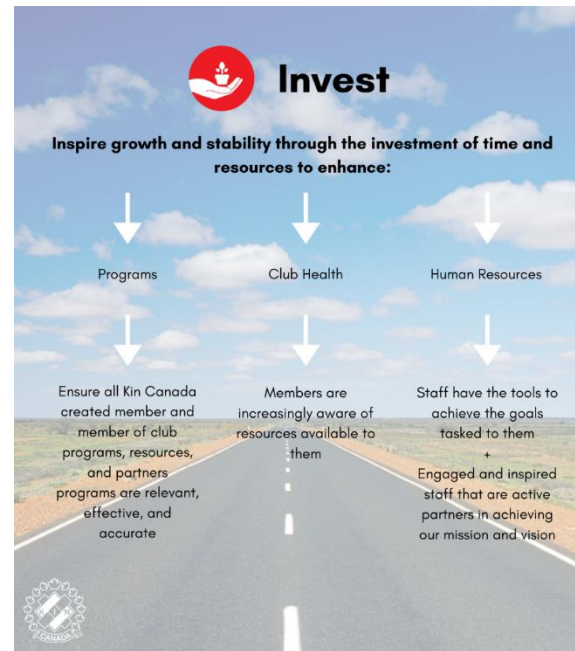 Invest
Inspire growth and stability through the investment of time and
resources to enhance:
Programs
Club Health
Human Resources
Ensure all Kin Canada
created member and
member of club
programs, resources,
and partners
programs are relevant,
effective, and
accurate
Members are
increasingly aware of
resources available to
them
Staff have the tools to
achieve the goals
tasked to them
+
Engaged and inspired
staff that are active
partners in achieving
our mission and vision
KIN
CANADA